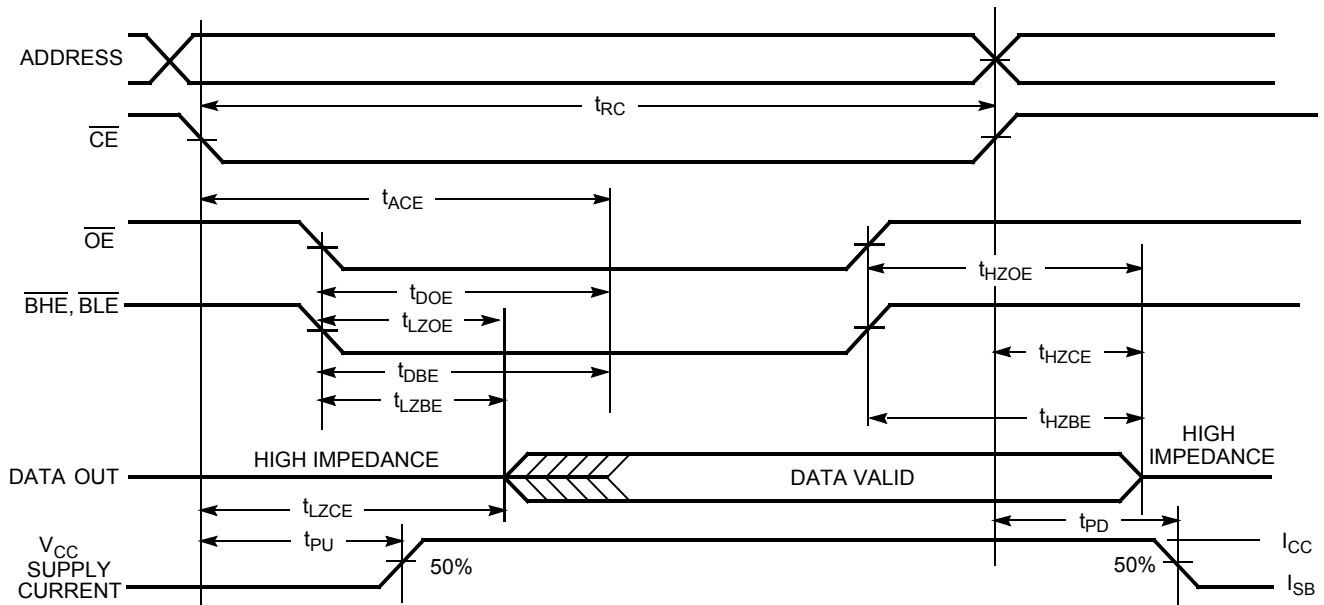 ADDRESS
tRC
CE
tACE
OE
tHZOE
tDOE
BHE, BLE
tLZOE
tHZCE
tDBE
tLZBE
tHZBE
HIGH IMPEDANCE
HIGH
IMPEDANCE
DATA OUT
DATA VALID
tLZCE
tPD
tPU
VCC
SUPPLY
CURRENT
50%
50%
ICC
ISB